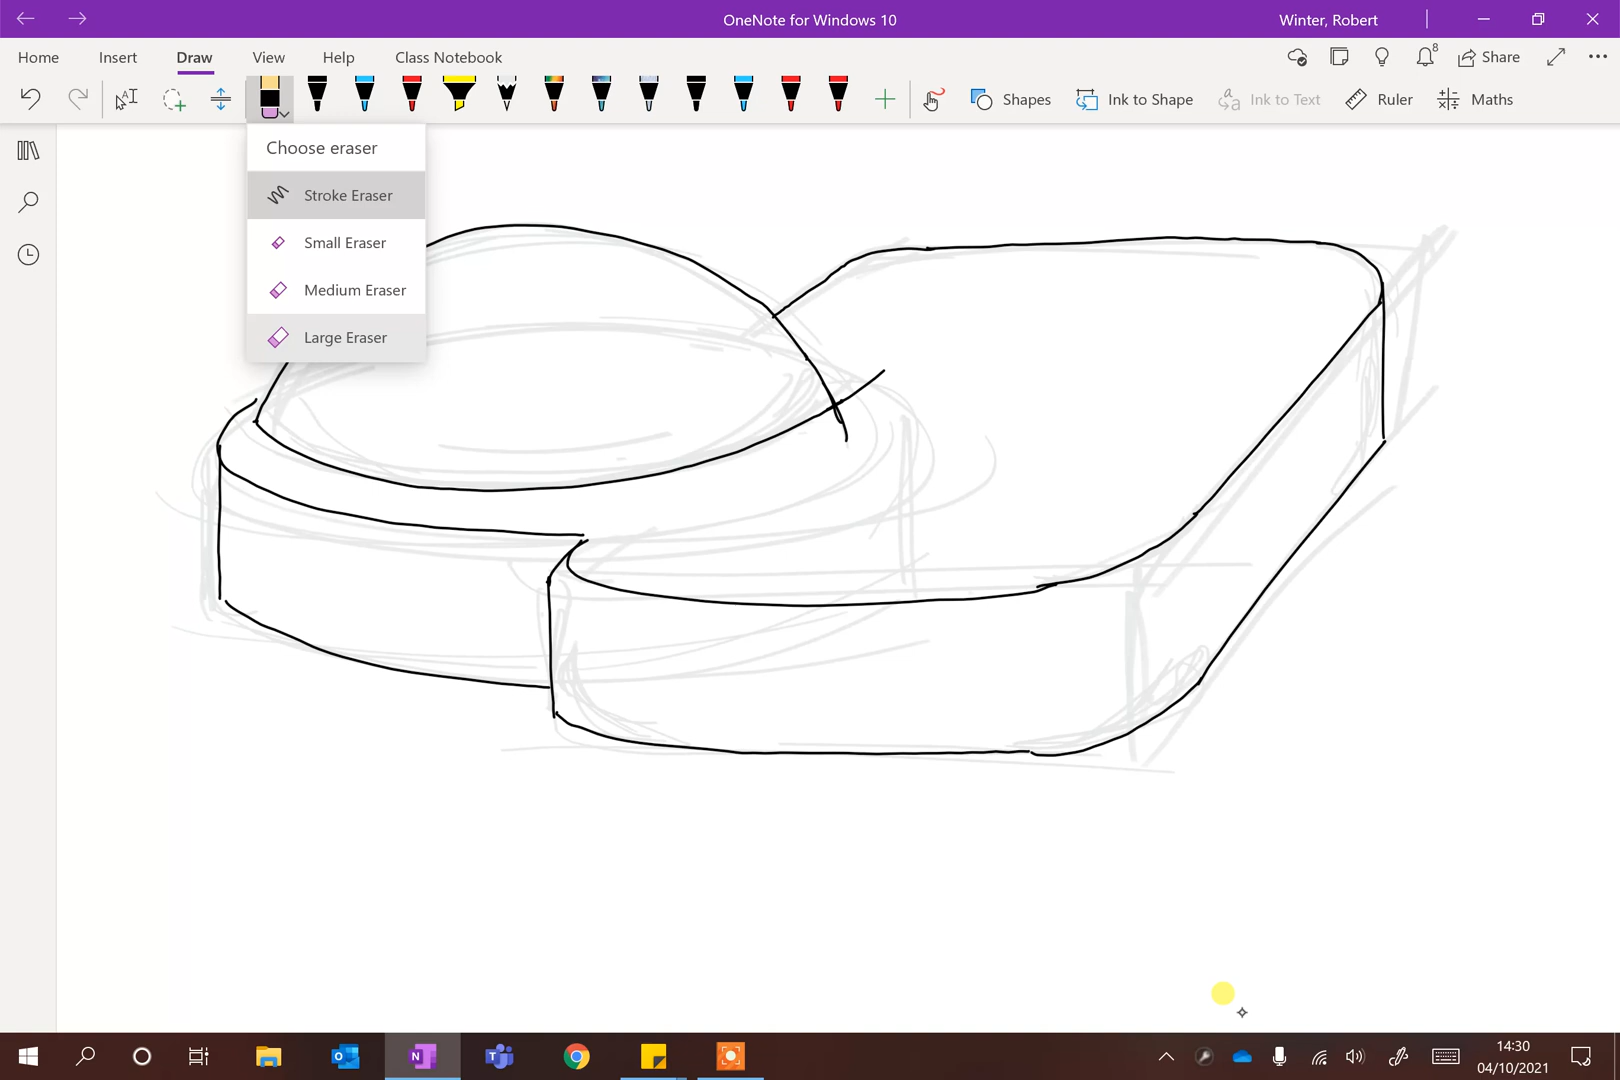 OneNote for Windows 10
Winter, Robert
Home Insert Draw View Help Class Notebook
8
Share
Shapes
Ink to Shape
Ink to Text
Ruler
Maths
Choose eraser
Stroke Eraser
Small Eraser
Medium Eraser
Large Eraser
14:30
04/10/2021